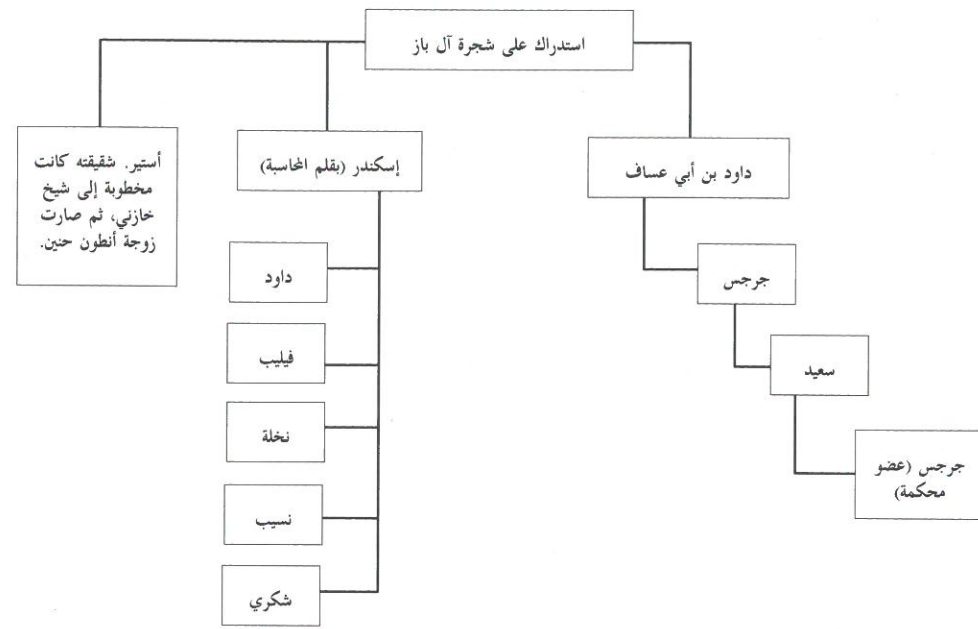 استدراك على شجرة آل باز
داود بن أبي عساف
جرجس
سعيد
جرجس (عضو
محكمة)
إسكندر (بقلم المحاسبة)
داود
فيليب
نخلة
نسيب
شكري
أستير. شقيقته كانت
مخطوبة إلى شيخ
خازني، ثم صارت
زوجة أنطون حنين.